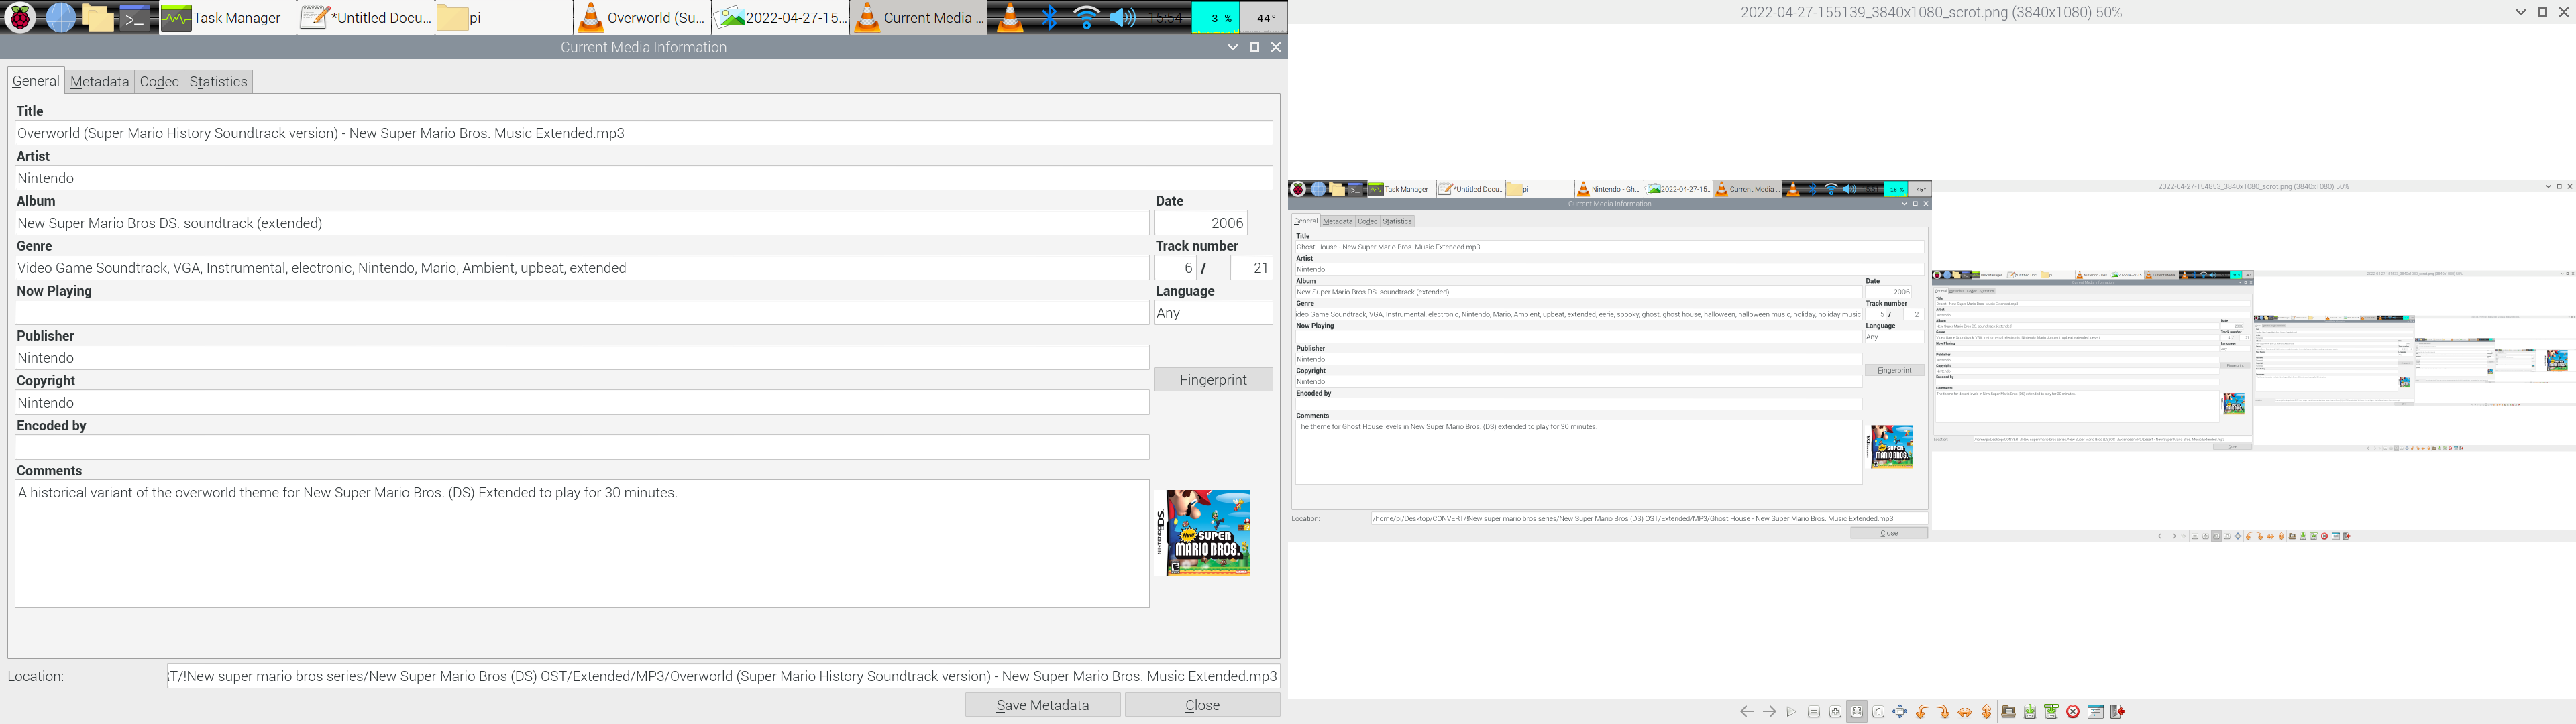 Task Manager
*Untitled Docu...
pi
Overworld (Su...
2022-04-27-15...
Current Media ...
15:54
3 %
44°
Current Media Information
General
Metadata
Codec
Statistics
Title
Overworld (Super Mario History Soundtrack version) - New Super Mario Bros. Music Extended.mp3
Artist
Nintendo
Album
Date
New Super Mario Bros DS. soundtrack (extended)
2006
Genre
Track number
Video Game Soundtrack, VGA, Instrumental, electronic, Nintendo, Mario, Ambient, upbeat, extended
6 / 21
Now Playing
Language
Any
Publisher
Nintendo
Copyright
Fingerprint
Nintendo
Encoded by
Comments
A historical variant of the overworld theme for New Super Mario Bros. (DS) Extended to play for 30 minutes.
NINTENDO DS
New SUPER
MARIO BROS.
E
Location:
T/!New super mario bros series/New Super Mario Bros (DS) OST/Extended/MP3/Overworld (Super Mario History Soundtrack version) - New Super Mario Bros. Music Extended.mp3
Save Metadata
Close
2022-04-27-155139_3840x1080_scrot.png (3840x1080) 50%
Task Manager
*Untitled Docu...
pi
Nintendo - Gh...
2022-04-27-15...
Current Media ...
18 %
45°
Current Media Information
2022-04-27-154853_3840x1080_scrot.png (3840x1080) 50%
General
Metadata
Codec
Statistics
Title
Ghost House - New Super Mario Bros. Music Extended.mp3
Artist
Nintendo
Album
Date
New Super Mario Bros DS. soundtrack (extended)
2006
Genre
Track number
ideo Game Soundtrack, VGA, Instrumental, electronic, Nintendo, Mario, Ambient, upbeat, extended, eerie, spooky, ghost, ghost house, halloween, halloween music, holiday, holiday music
5 / 21
Now Playing
Language
Any
Publisher
Nintendo
Copyright
Fingerprint
Nintendo
Encoded by
Comments
The theme for Ghost House levels in New Super Mario Bros. (DS) extended to play for 30 minutes.
New SUPER
MARIO BROS.
Location:
/home/pi/Desktop/CONVERT/!New super mario bros series/New Super Mario Bros (DS) OST/Extended/MP3/Ghost House - New Super Mario Bros. Music Extended.mp3
Close